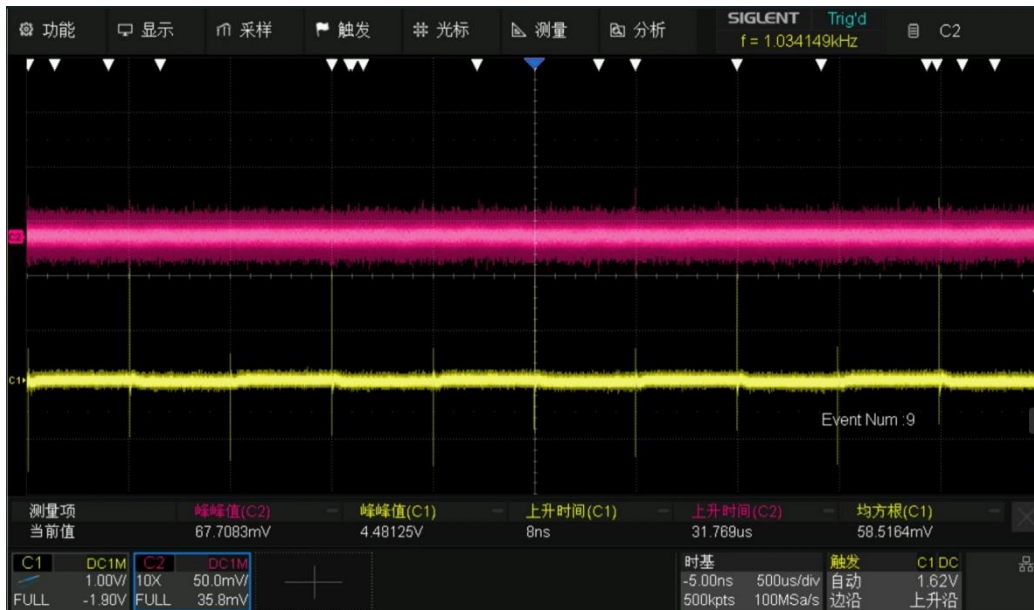 功能 显示 采样 触发 光标 测量 分析 SIGLENT Trig'd C2
f = 1.034149kHz
C2
C1
Event Num :9
测量项 峰峰值(C2) 峰峰值(C1) 上升时间(C1) 上升时间(C2) 均方根(C1)
当前值 67.7083mV 4.48125V 8ns 31.769us 58.5164mV
C1 DC1M C2 DC1M 时基 触发 C1 DC
1.00V/ 10X 50.0mV/ -5.00ns 500us/div 自动 1.62V
FULL -1.90V FULL 35.8mV 500kpts 100MSa/s 边沿 上升沿